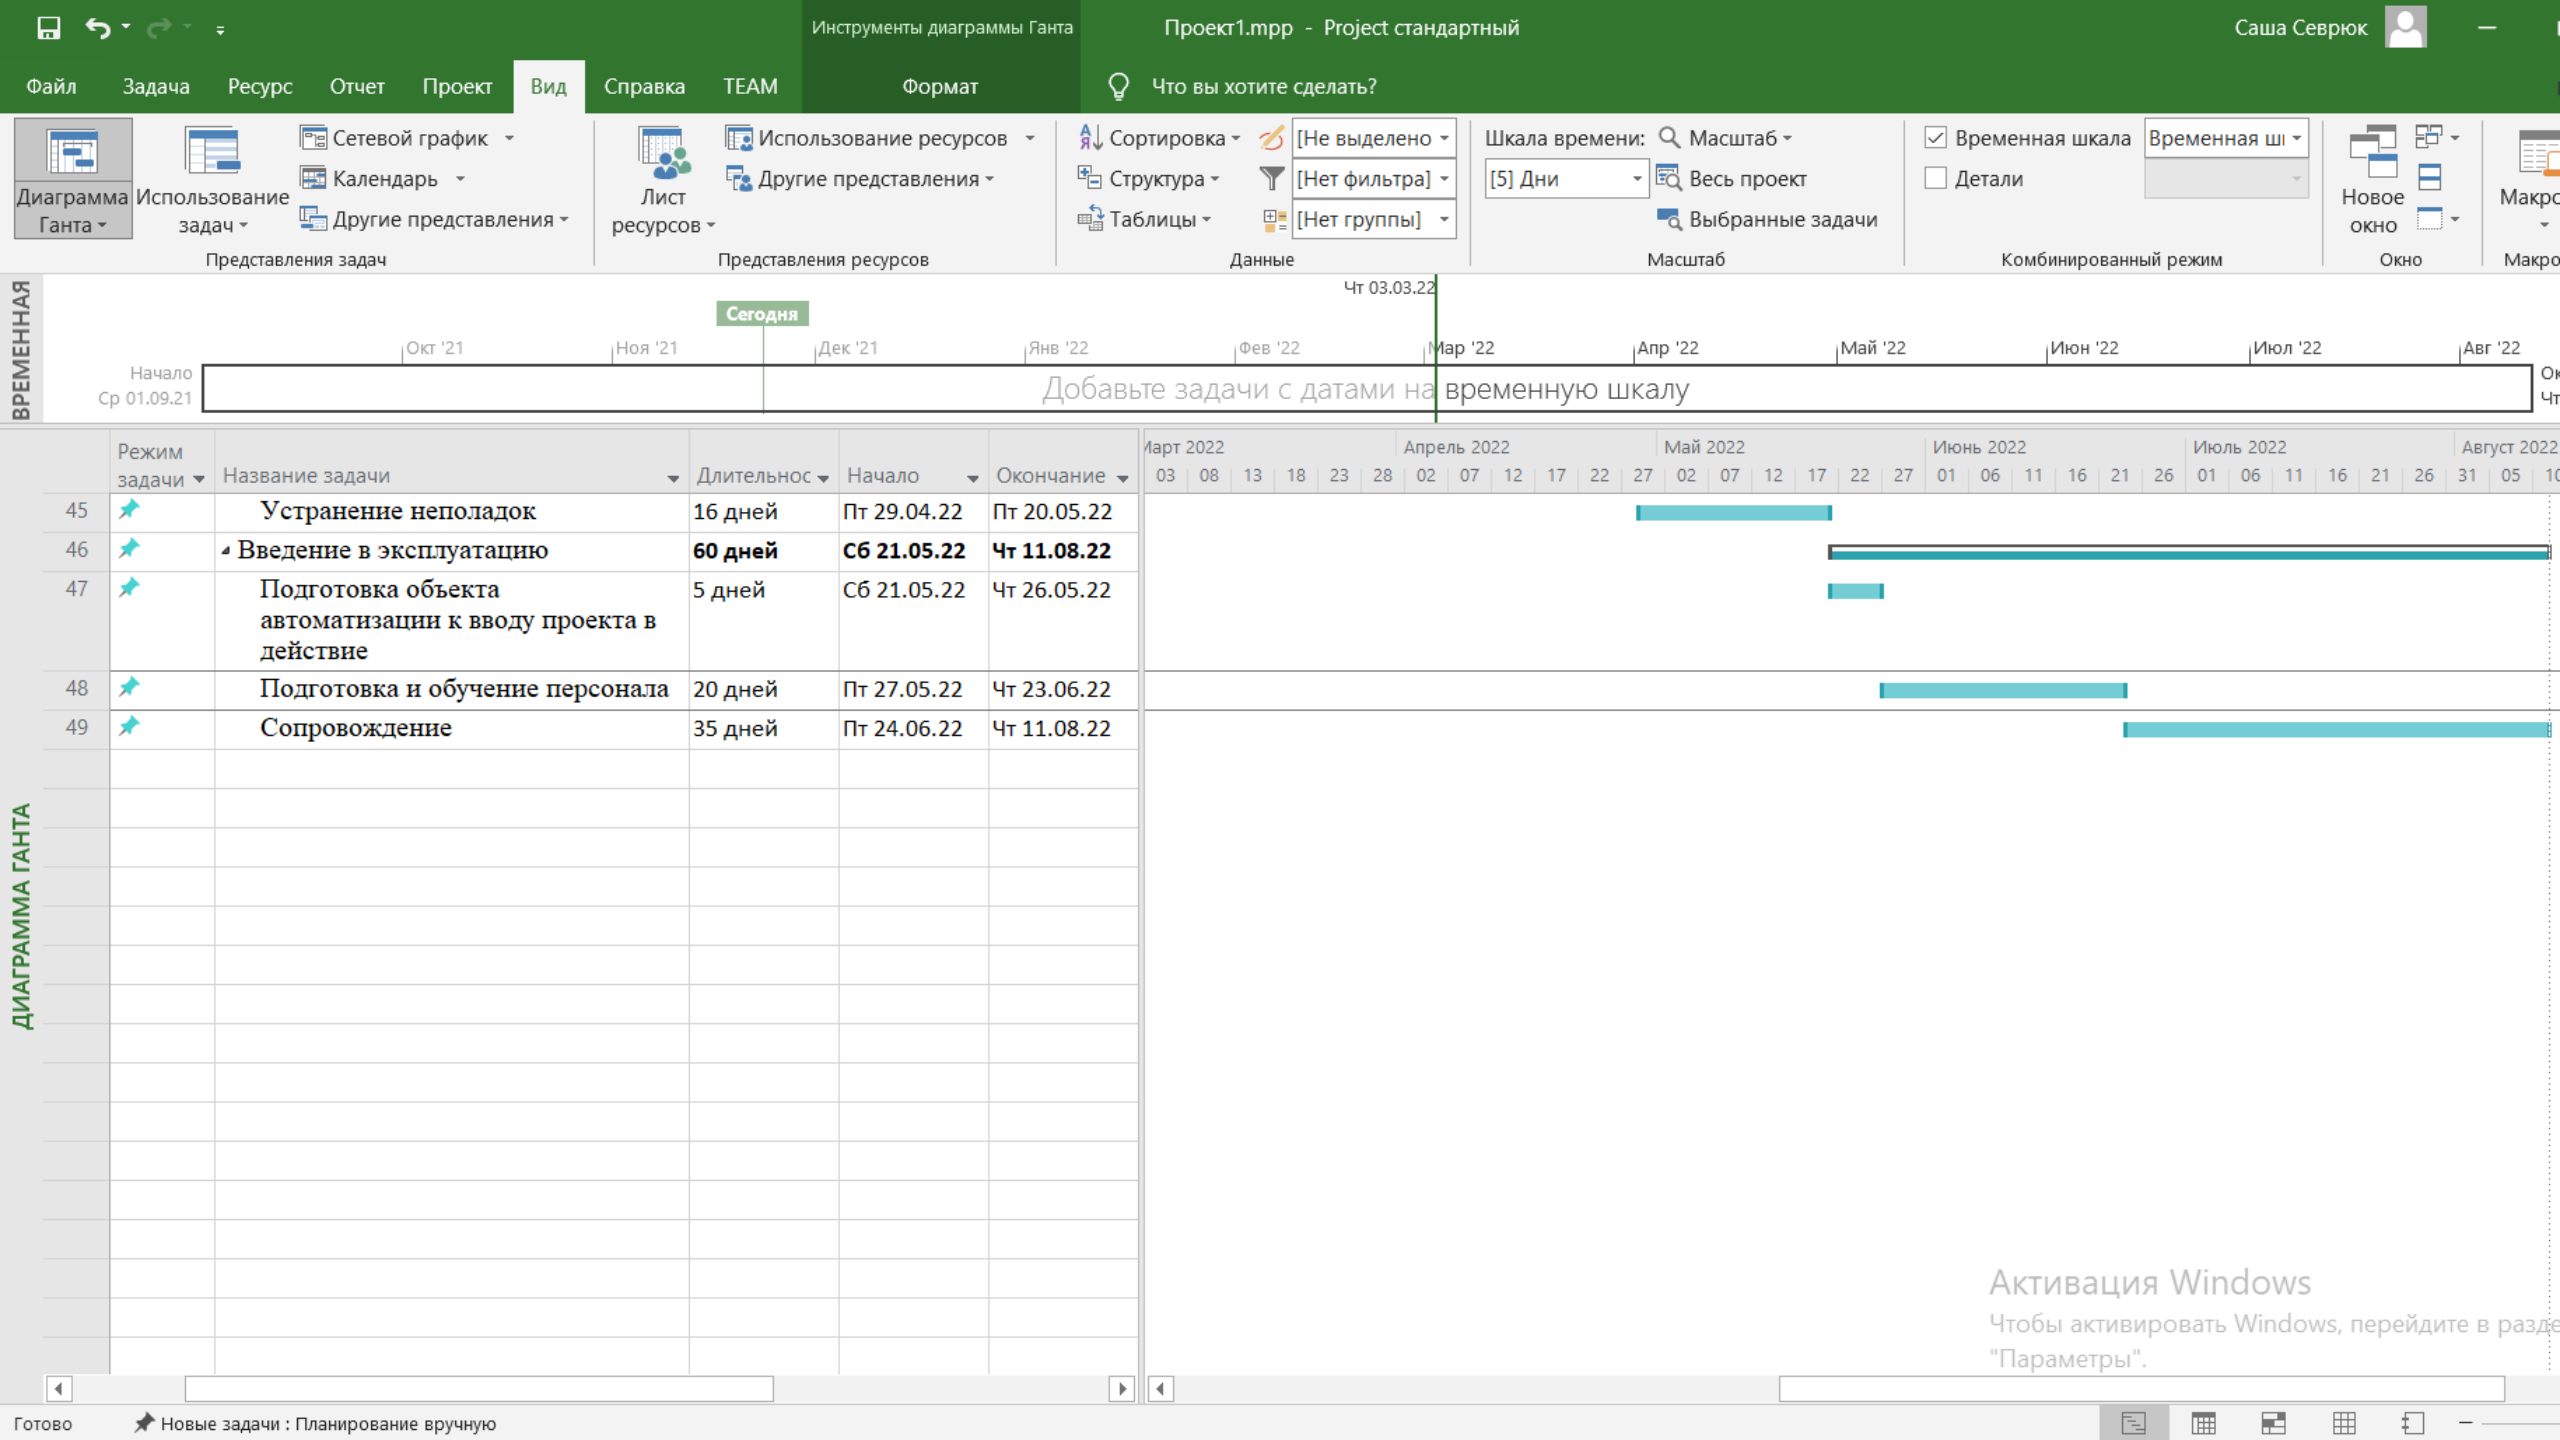 Инструменты диаграммы Ганта
Проект1.mpp - Project стандартный
Саша Севрюк
Файл Задача Ресурс Отчет Проект Вид Справка TEAM Формат Что вы хотите сделать?
Диаграмма Ганта
Использование задач
Сетевой график
Календарь
Другие представления
Представления задач
Лист ресурсов
Использование ресурсов
Другие представления
Представления ресурсов
Сортировка [Не выделено
Структура [Нет фильтра]
Таблицы [Нет группы]
Данные
Шкала времени: Масштаб
[5] Дни Весь проект
Выбранные задачи
Масштаб
Временная шкала Временная ш
Детали
Комбинированный режим
Новое окно
Окно
Макро
Макро
ВРЕМЕННАЯ
Чт 03.03.22
Сегодня
Окт '21 Ноя '21 Дек '21 Янв '22 Фев '22 Мар '22 Апр '22 Май '22 Июн '22 Июл '22 Авг '22
Начало
Ср 01.09.21
Добавьте задачи с датами на временную шкалу
Ок
Чт
ДИАГРАММА ГАНТА
Режим задачи Название задачи Длительнос Начало Окончание
Март 2022 Апрель 2022 Май 2022 Июнь 2022 Июль 2022 Август 2022
03 08 13 18 23 28 02 07 12 17 22 27 02 07 12 17 22 27 01 06 11 16 21 26 01 06 11 16 21 26 31 05 10
45 Устранение неполадок 16 дней Пт 29.04.22 Пт 20.05.22
46 Введение в эксплуатацию 60 дней Сб 21.05.22 Чт 11.08.22
47 Подготовка объекта 5 дней Сб 21.05.22 Чт 26.05.22
автоматизации к вводу проекта в
действие
48 Подготовка и обучение персонала 20 дней Пт 27.05.22 Чт 23.06.22
49 Сопровождение 35 дней Пт 24.06.22 Чт 11.08.22
Активация Windows
Чтобы активировать Windows, перейдите в разде
"Параметры".
Готово Новые задачи : Планирование вручную